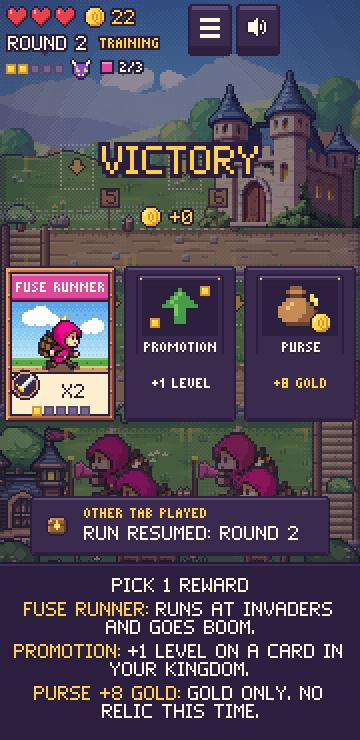 22
ROUND 2 TRAINING
2/3
VICTORY
5
6
+0
FUSE RUNNER
X2
PROMOTION
+1 LEVEL
PURSE
+8 GOLD
OTHER TAB PLAYED
RUN RESUMED: ROUND 2
PICK 1 REWARD
FUSE RUNNER: RUNS AT INVADERS
AND GOES BOOM.
PROMOTION: +1 LEVEL ON A CARD IN
YOUR KINGDOM.
PURSE +8 GOLD: GOLD ONLY. NO
RELIC THIS TIME.